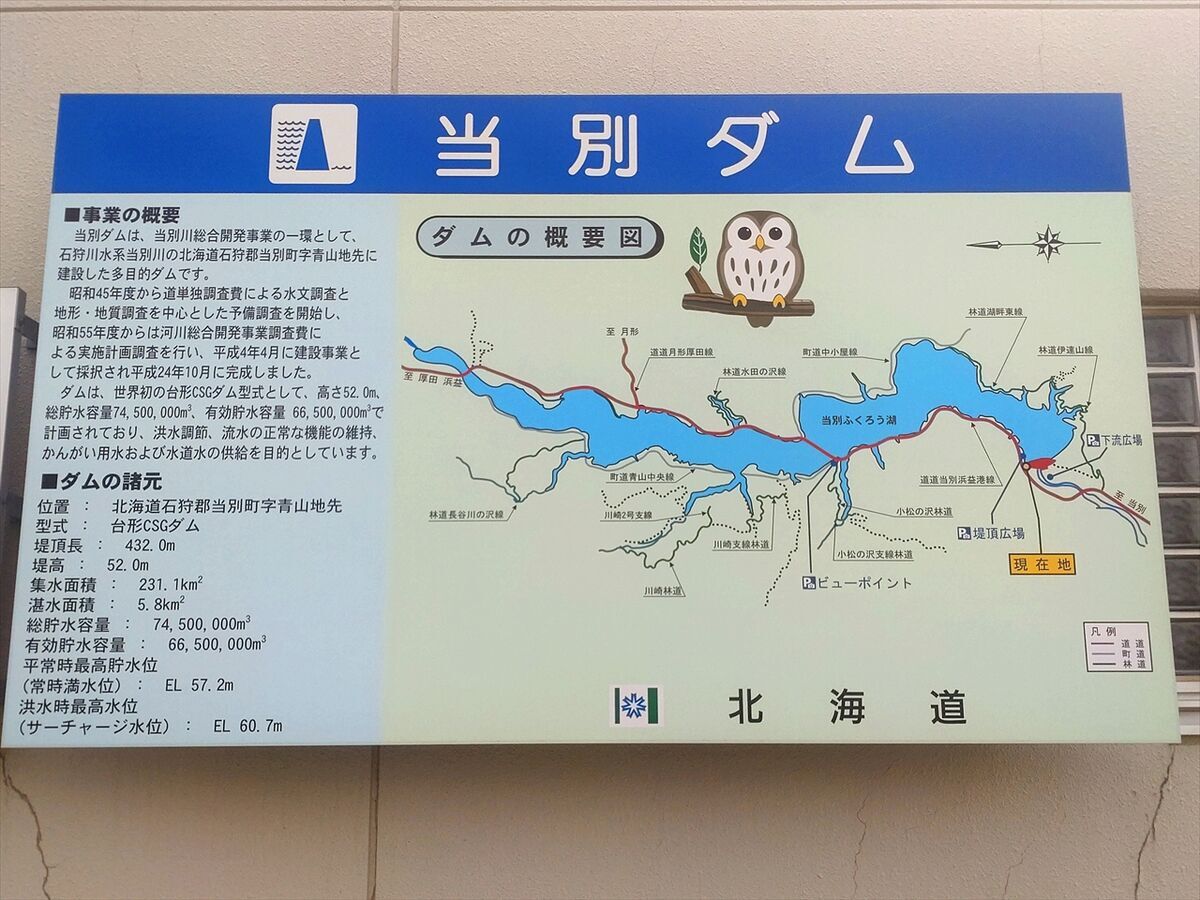 当別ダム
■事業の概要
当別ダムは、当別川総合開発事業の一環として、
石狩川水系当別川の北海道石狩郡当別町字青山地先に
建設した多目的ダムです。
昭和45年度から道単独調査費による水文調査と
地形・地質調査を中心とした予備調査を開始し、
昭和55年度からは河川総合開発事業調査費に
よる実施計画調査を行い、平成4年4月に建設事業と
して採択され平成24年10月に完成しました。
ダムは、世界初の台形CSGダム型式として、高さ52.0m、
総貯水容量74,500,000m³、有効貯水容量 66,500,000m³で
計画されており、洪水調節、流水の正常な機能の維持、
かんがい用水および水道水の供給を目的としています。
■ダムの諸元
位置 : 北海道石狩郡当別町字青山地先
型式 : 台形CSGダム
堤頂長 : 432.0m
堤高 : 52.0m
集水面積 : 231.1km²
湛水面積 : 5.8km²
総貯水容量 : 74,500,000m³
有効貯水容量 : 66,500,000m³
平常時最高貯水位
(常時満水位) : EL 57.2m
洪水時最高水位
(サーチャージ水位) : EL 60.7m
ダムの概要図
林道湖畔東線
至 月形
道道月形厚田線
町道中小屋線
林道伊達山線
至 厚田 浜益
林道水田の沢線
当別ふくろう湖
P 下流広場
町道青山中央線
道道当別浜益港線
至 当別
林道長谷川の沢線
川崎2号支線
小松の沢林道
川崎支線林道
P 堤頂広場
小松の沢支線林道
現在地
川崎林道
P ビューポイント
凡例
道道
町道
林道
北海道